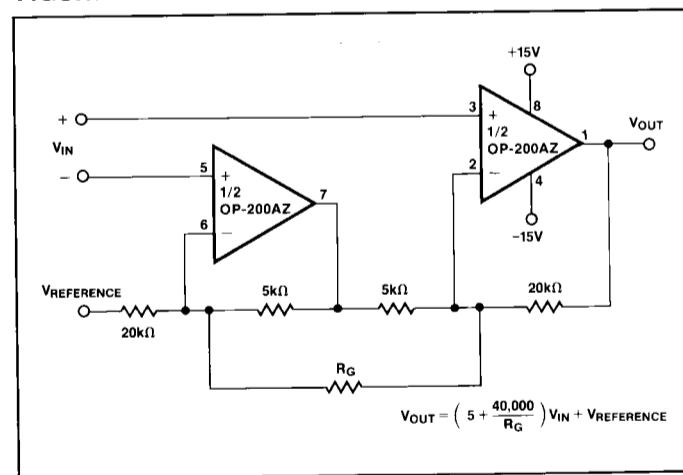 +15V
3
+
8
1/2
OP-200AZ
1
VOUT
+
VIN
−
5
+
1/2
OP-200AZ
7
2
−
4
−15V
6
−
VREFERENCE
20kΩ
5kΩ
5kΩ
20kΩ
RG
VOUT = ( 5 + 40,000 / RG ) VIN + VREFERENCE